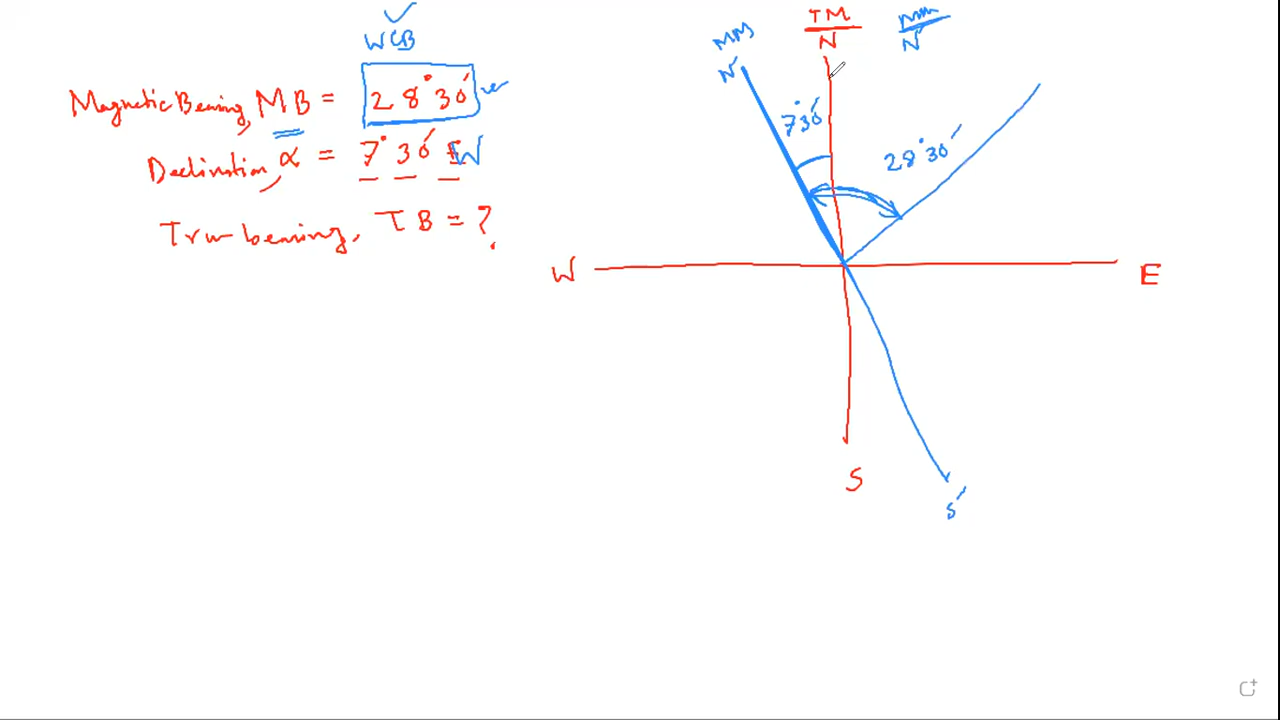 WCB
Magnetic Bearing, MB = 28°30′
Declination, α = 7°30′ W
True bearing, TB = ?
MM
N′
TM
N
MM
N′
7°30′
28°30′
W
E
S
S′